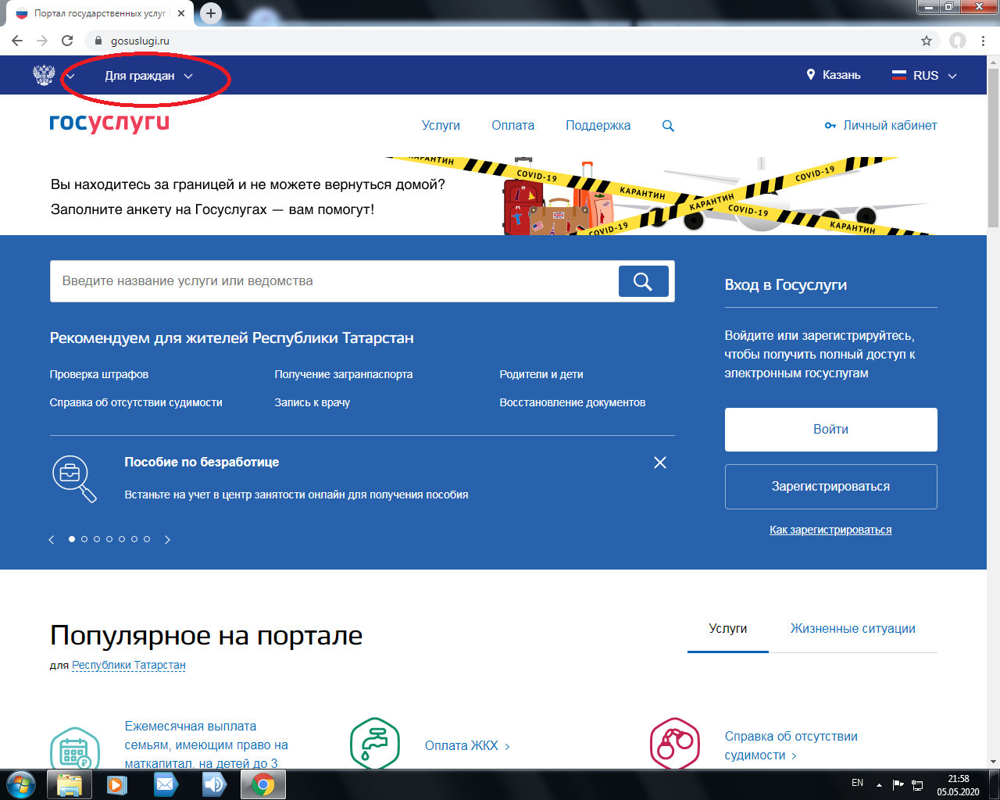 Портал государственных услуг
gosuslugi.ru
Для граждан
Казань
RUS
госуслуги
Услуги
Оплата
Поддержка
Личный кабинет
Вы находитесь за границей и не можете вернуться домой?
Заполните анкету на Госуслугах — вам помогут!
КАРАНТИН
COVID-19
КАРАНТИН
COVID-19
КАРАНТИН
COVID-19
КАРАНТИН
COVID-19
Введите название услуги или ведомства
Рекомендуем для жителей Республики Татарстан
Проверка штрафов
Получение загранпаспорта
Родители и дети
Справка об отсутствии судимости
Запись к врачу
Восстановление документов
Пособие по безработице
Встаньте на учет в центр занятости онлайн для получения пособия
Вход в Госуслуги
Войдите или зарегистрируйтесь,
чтобы получить полный доступ к
электронным госуслугам
Войти
Зарегистрироваться
Как зарегистрироваться
Популярное на портале
для Республики Татарстан
Услуги
Жизненные ситуации
Ежемесячная выплата
семьям, имеющим право на
маткапитал, на детей до 3
Оплата ЖКХ
Справка об отсутствии
судимости
EN
21:58
05.05.2020